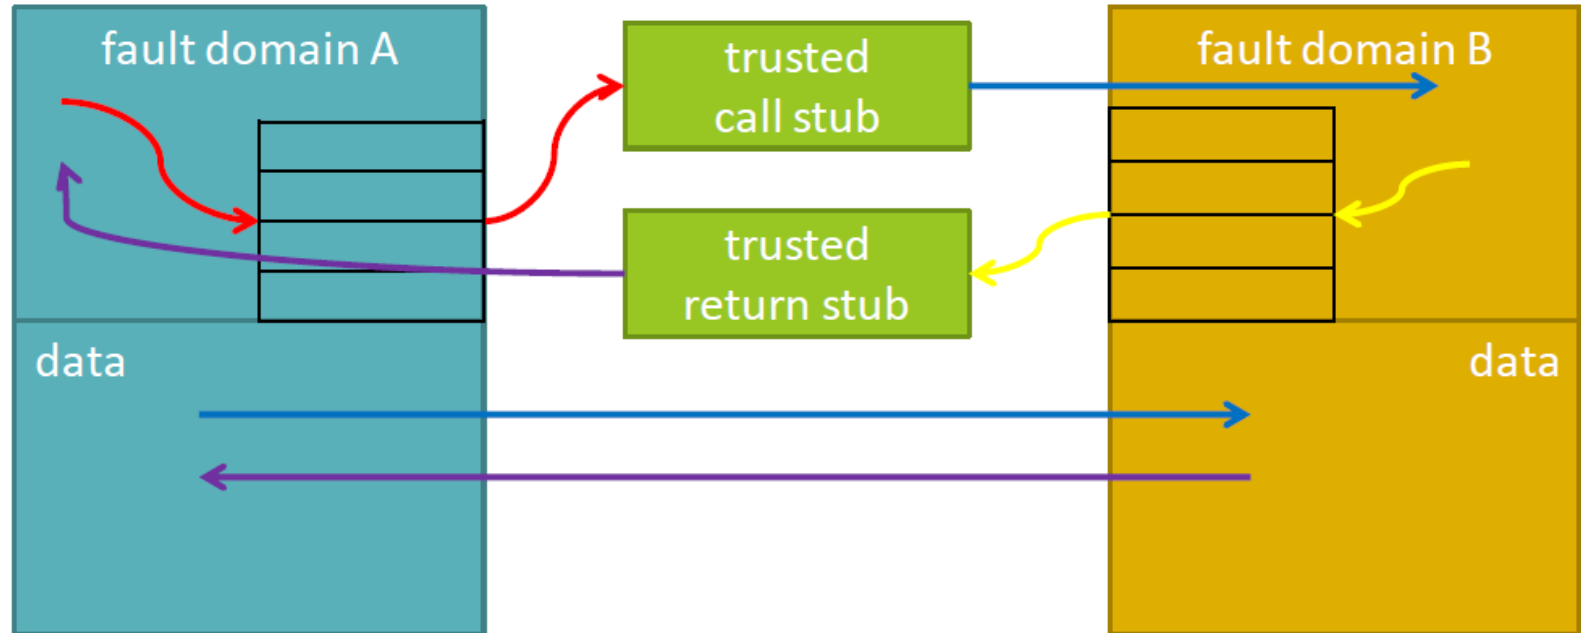 fault domain A
trusted
call stub
fault domain B
trusted
return stub
data
data